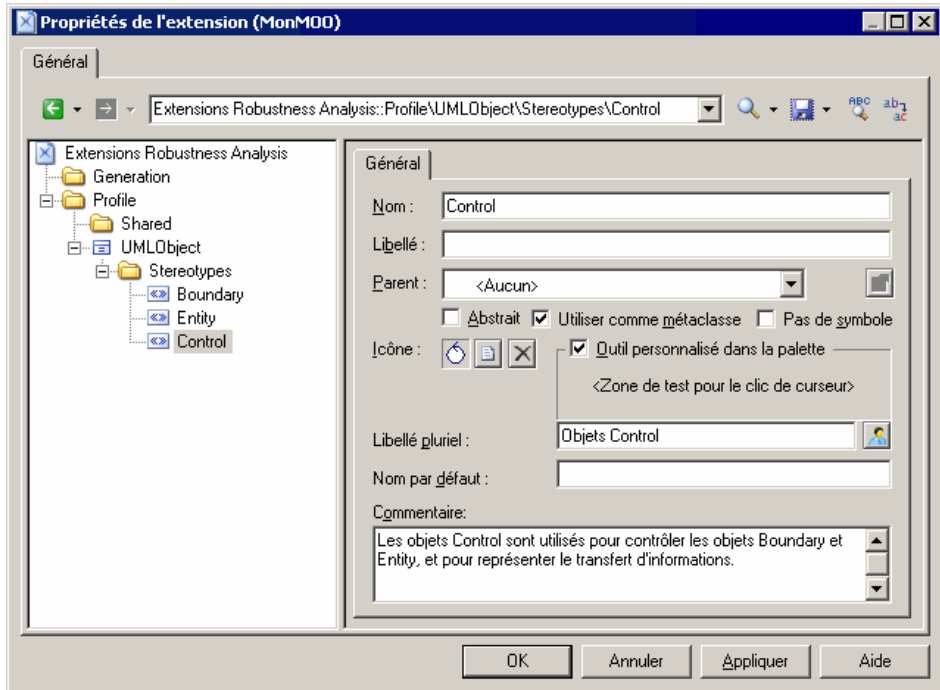 Propriétés de l'extension (MonMOO)
Général
Extensions Robustness Analysis::Profile\UMLObject\Stereotypes\Control
ABC
ab
ac
Extensions Robustness Analysis
Generation
Profile
Shared
UMLObject
Stereotypes
Boundary
Entity
Control
Général
Nom : Control
Libellé :
Parent : <Aucun>
Abstrait Utiliser comme métaclasse Pas de symbole
Icône : Outil personnalisé dans la palette
<Zone de test pour le clic de curseur>
Libellé pluriel : Objets Control
Nom par défaut :
Commentaire:
Les objets Control sont utilisés pour contrôler les objets Boundary et
Entity, et pour représenter le transfert d'informations.
OK Annuler Appliquer Aide